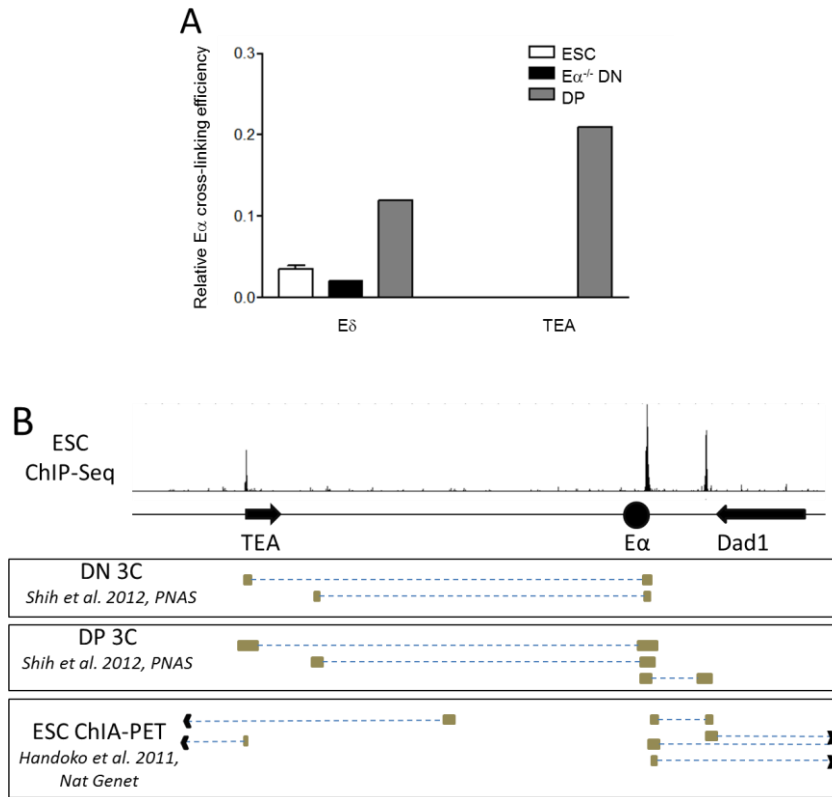 A
Relative Eα cross-linking efficiency
0.3
0.2
0.1
0.0
ESC
Eα-/- DN
DP
Eδ
TEA
B
ESC
ChIP-Seq
TEA
Eα
Dad1
DN 3C
Shih et al. 2012, PNAS
DP 3C
Shih et al. 2012, PNAS
ESC ChIA-PET
Handoko et al. 2011,
Nat Genet